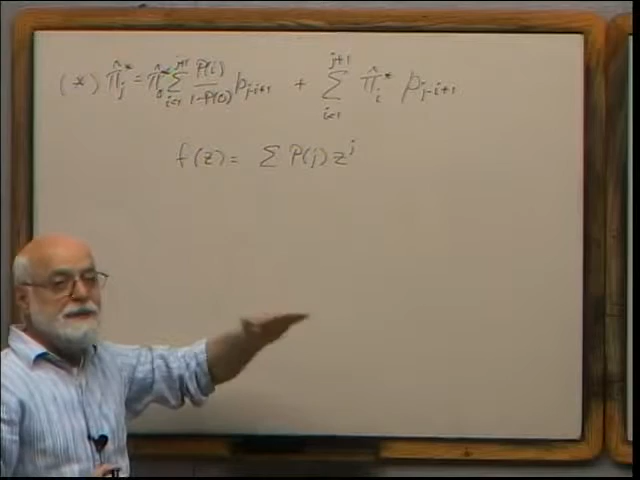 (*) π̂*_j = π̂*_0 Σ_{i=1}^{j+1} P(i)/(1-P(0)) p_{j-i+1} + Σ_{i=1}^{j+1} π̂*_i p_{j-i+1}
f(z) = Σ P(j) z^j